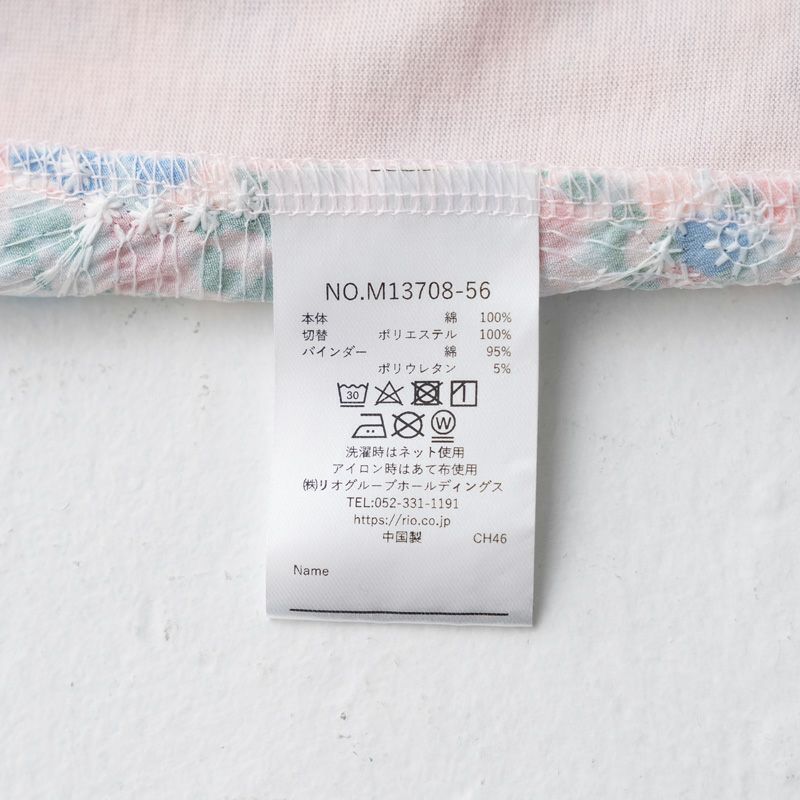 NO.M13708-56
本体 綿 100%
切替 ポリエステル 100%
バインダー 綿 95%
ポリウレタン 5%
30
W
洗濯時はネット使用
アイロン時はあて布使用
㈱リオグループホールディングス
TEL:052-331-1191
https://rio.co.jp
中国製 CH46
Name